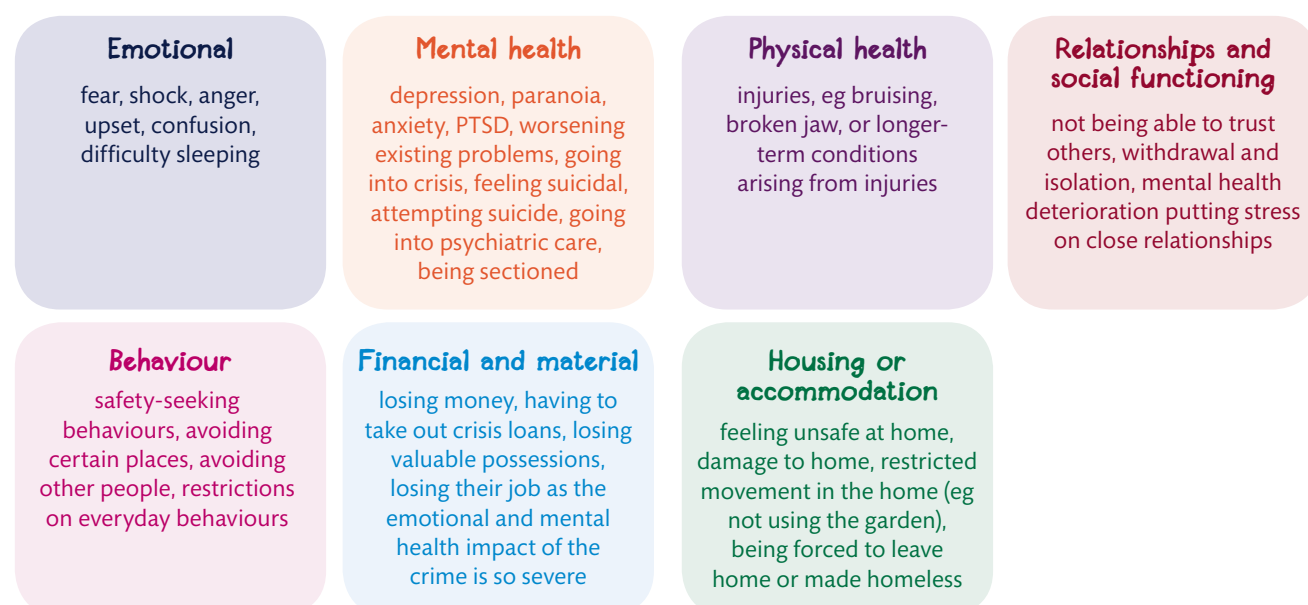 Emotional
fear, shock, anger,
upset, confusion,
difficulty sleeping
Mental health
depression, paranoia,
anxiety, PTSD, worsening
existing problems, going
into crisis, feeling suicidal,
attempting suicide, going
into psychiatric care,
being sectioned
Physical health
injuries, eg bruising,
broken jaw, or longer-
term conditions
arising from injuries
Relationships and
social functioning
not being able to trust
others, withdrawal and
isolation, mental health
deterioration putting stress
on close relationships
Behaviour
safety-seeking
behaviours, avoiding
certain places, avoiding
other people, restrictions
on everyday behaviours
Financial and material
losing money, having to
take out crisis loans, losing
valuable possessions,
losing their job as the
emotional and mental
health impact of the
crime is so severe
Housing or
accommodation
feeling unsafe at home,
damage to home, restricted
movement in the home (eg
not using the garden),
being forced to leave
home or made homeless